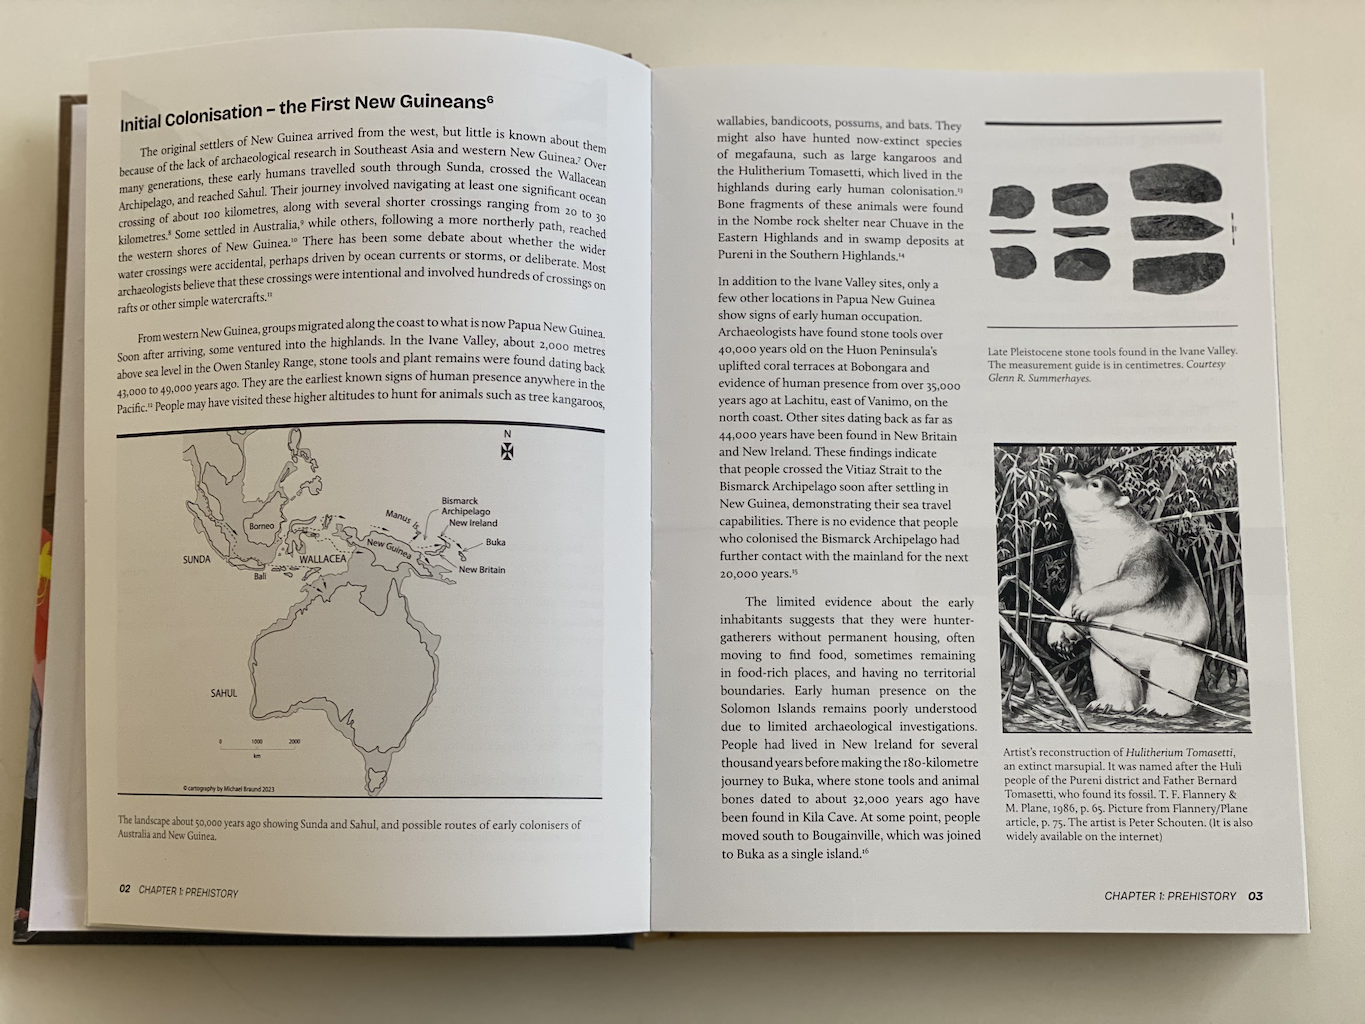 Initial Colonisation – the First New Guineans⁶
The original settlers of New Guinea arrived from the west, but little is known about them
because of the lack of archaeological research in Southeast Asia and western New Guinea.⁷ Over
many generations, these early humans travelled south through Sunda, crossed the Wallacean
Archipelago, and reached Sahul. Their journey involved navigating at least one significant ocean
crossing of about 100 kilometres, along with several shorter crossings ranging from 20 to 30
kilometres.⁸ Some settled in Australia,⁹ while others, following a more northerly path, reached
the western shores of New Guinea.¹⁰ There has been some debate about whether the wider
water crossings were accidental, perhaps driven by ocean currents or storms, or deliberate. Most
archaeologists believe that these crossings were intentional and involved hundreds of crossings on
rafts or other simple watercrafts.¹¹
From western New Guinea, groups migrated along the coast to what is now Papua New Guinea.
Soon after arriving, some ventured into the highlands. In the Ivane Valley, about 2,000 metres
above sea level in the Owen Stanley Range, stone tools and plant remains were found dating back
43,000 to 49,000 years ago. They are the earliest known signs of human presence anywhere in the
Pacific.¹² People may have visited these higher altitudes to hunt for animals such as tree kangaroos,
N
Bismarck
Archipelago
Manus Is.
New Ireland
Borneo
New Guinea
Buka
SUNDA
WALLACEA
New Britain
Bali
SAHUL
0 1000 2000
km
© cartography by Michael Braund 2023
The landscape about 50,000 years ago showing Sunda and Sahul, and possible routes of early colonisers of
Australia and New Guinea.
02 CHAPTER 1: PREHISTORY
wallabies, bandicoots, possums, and bats. They
might also have hunted now-extinct species
of megafauna, such as large kangaroos and
the Hulitherium Tomasetti, which lived in the
highlands during early human colonisation.¹³
Bone fragments of these animals were found
in the Nombe rock shelter near Chuave in the
Eastern Highlands and in swamp deposits at
Pureni in the Southern Highlands.¹⁴
In addition to the Ivane Valley sites, only a
few other locations in Papua New Guinea
show signs of early human occupation.
Archaeologists have found stone tools over
40,000 years old on the Huon Peninsula's
uplifted coral terraces at Bobongara and
evidence of human presence from over 35,000
years ago at Lachitu, east of Vanimo, on the
north coast. Other sites dating back as far as
44,000 years have been found in New Britain
and New Ireland. These findings indicate
that people crossed the Vitiaz Strait to the
Bismarck Archipelago soon after settling in
New Guinea, demonstrating their sea travel
capabilities. There is no evidence that people
who colonised the Bismarck Archipelago had
further contact with the mainland for the next
20,000 years.¹⁵
The limited evidence about the early
inhabitants suggests that they were hunter-
gatherers without permanent housing, often
moving to find food, sometimes remaining
in food-rich places, and having no territorial
boundaries. Early human presence on the
Solomon Islands remains poorly understood
due to limited archaeological investigations.
People had lived in New Ireland for several
thousand years before making the 180-kilometre
journey to Buka, where stone tools and animal
bones dated to about 32,000 years ago have
been found in Kila Cave. At some point, people
moved south to Bougainville, which was joined
to Buka as a single island.¹⁶
Late Pleistocene stone tools found in the Ivane Valley.
The measurement guide is in centimetres. Courtesy
Glenn R. Summerhayes.
Artist's reconstruction of Hulitherium Tomasetti,
an extinct marsupial. It was named after the Huli
people of the Pureni district and Father Bernard
Tomasetti, who found its fossil. T. F. Flannery &
M. Plane, 1986, p. 65. Picture from Flannery/Plane
article, p. 75. The artist is Peter Schouten. (It is also
widely available on the internet)
CHAPTER 1: PREHISTORY 03